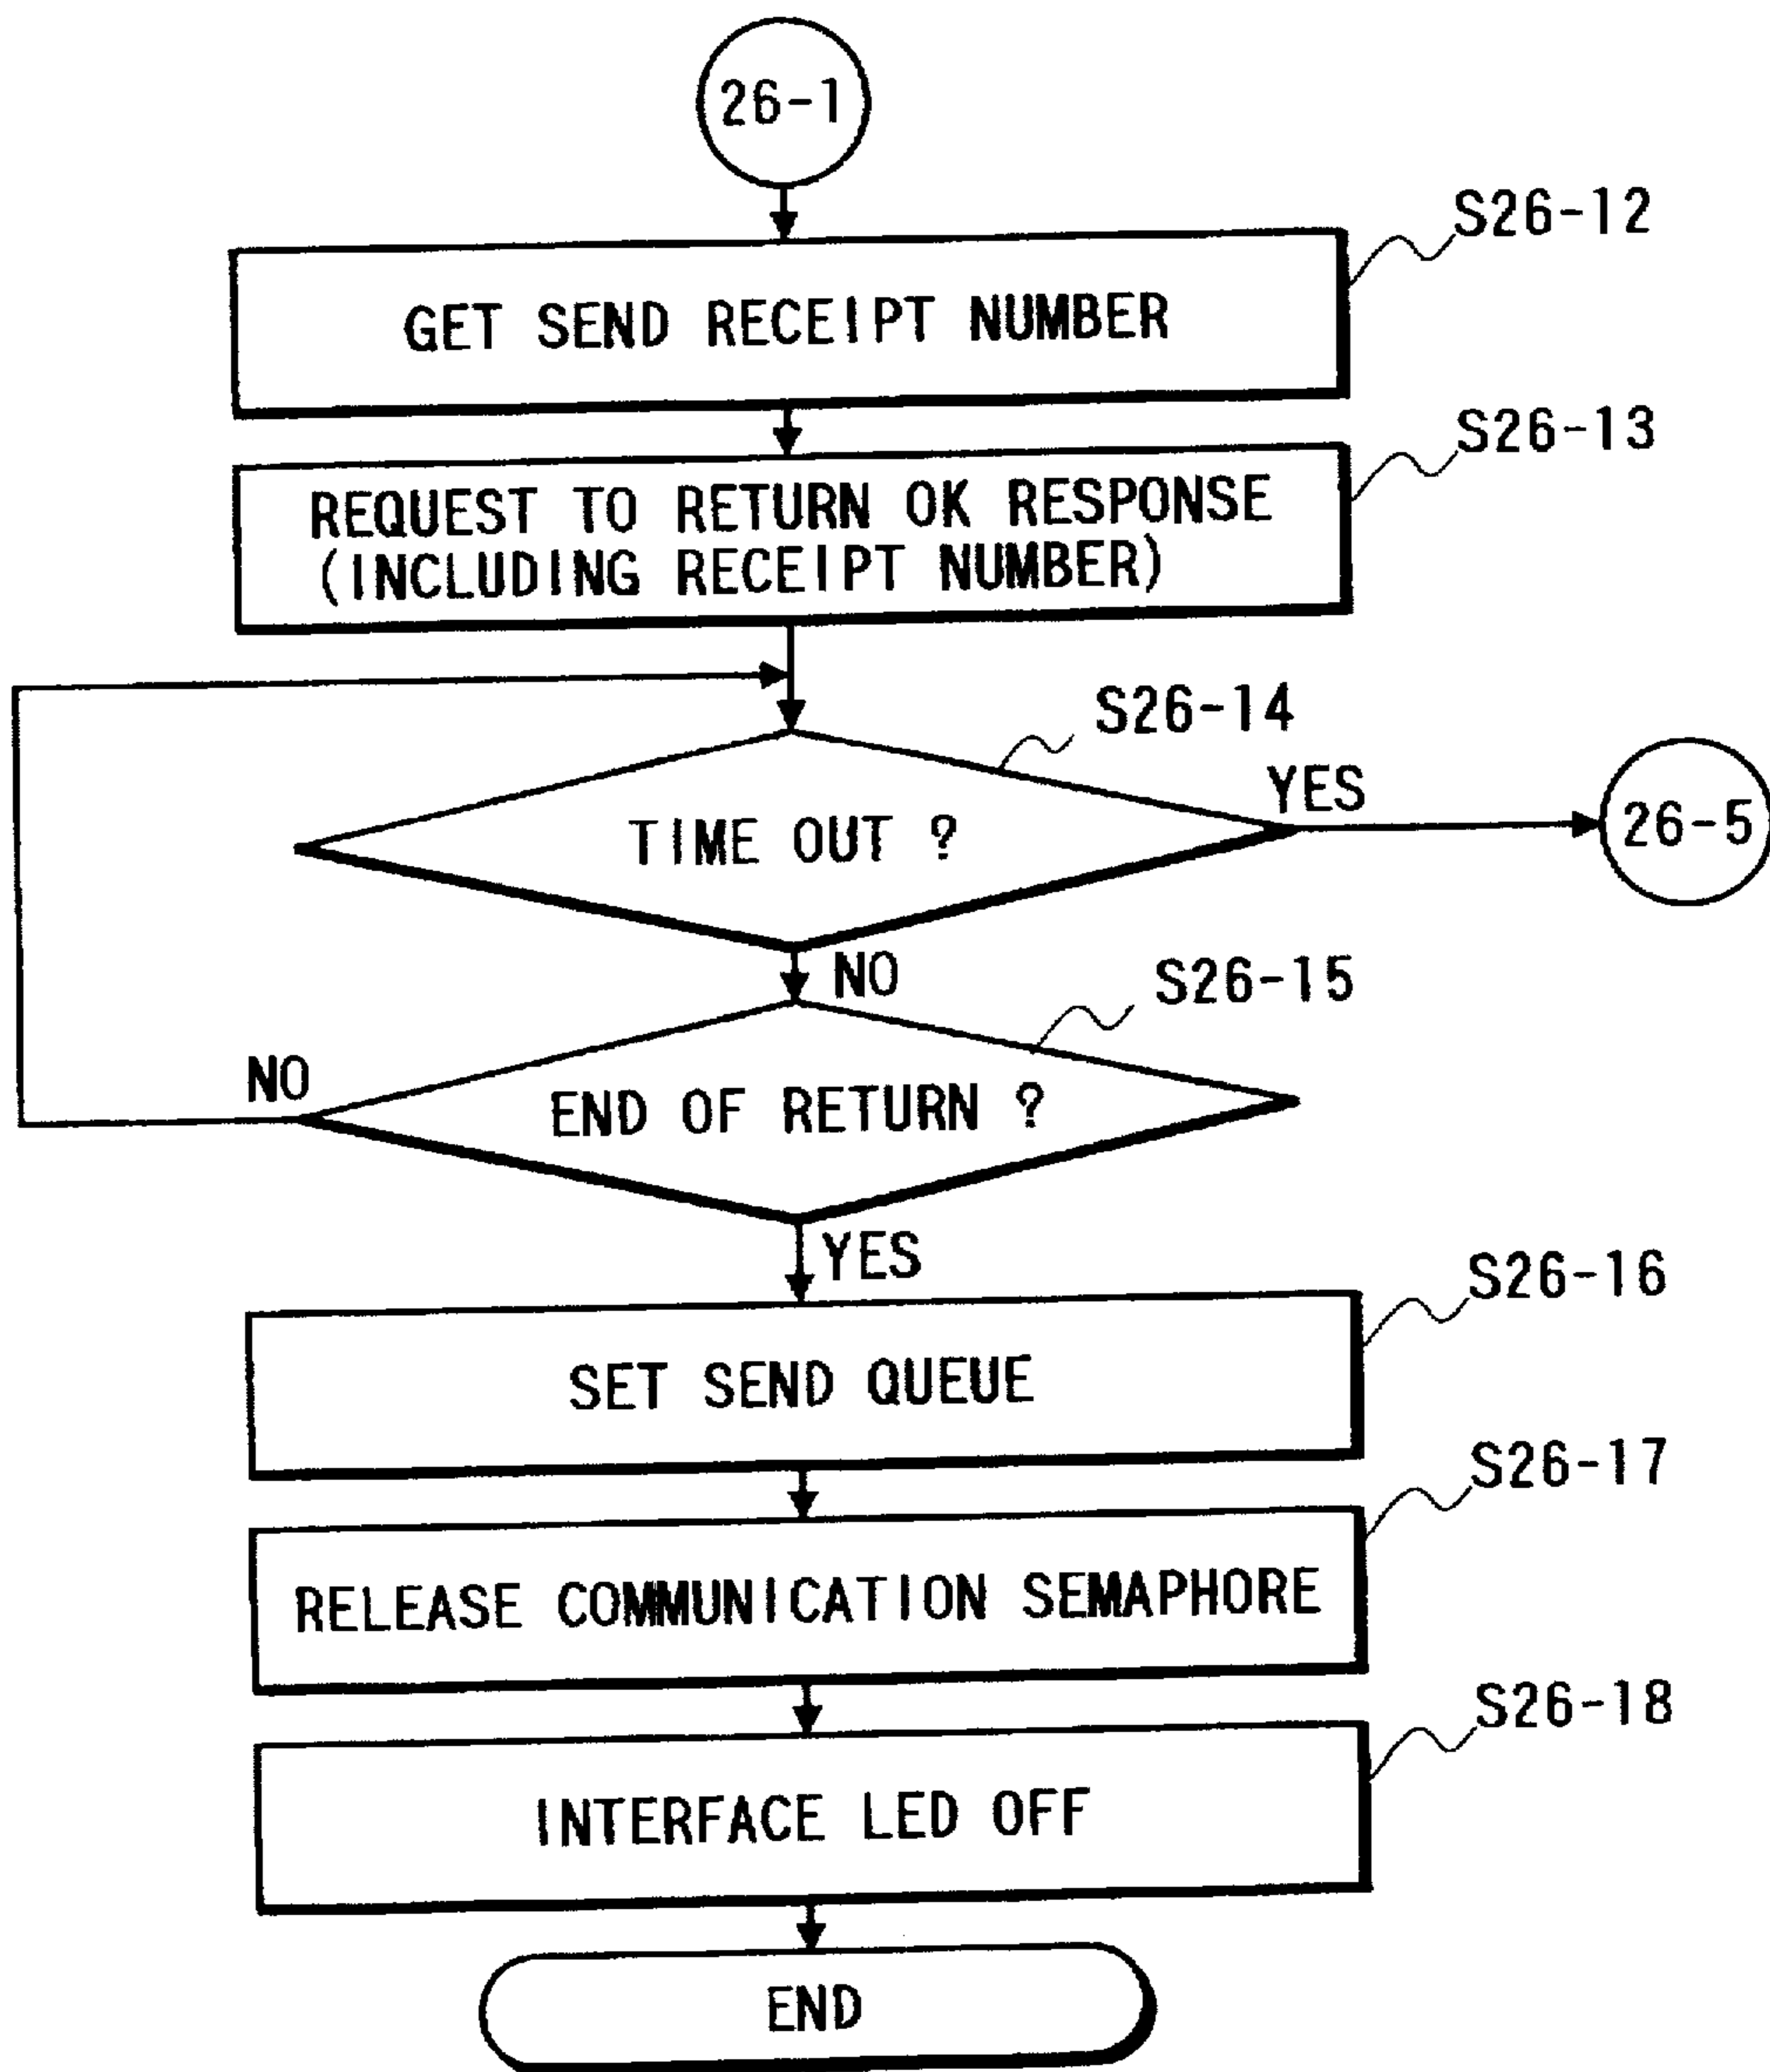 26-1
S26-12
GET SEND RECEIPT NUMBER
S26-13
REQUEST TO RETURN OK RESPONSE
(INCLUDING RECEIPT NUMBER)
S26-14
YES
TIME OUT ?
26-5
NO
S26-15
NO
END OF RETURN ?
YES
S26-16
SET SEND QUEUE
S26-17
RELEASE COMMUNICATION SEMAPHORE
S26-18
INTERFACE LED OFF
END